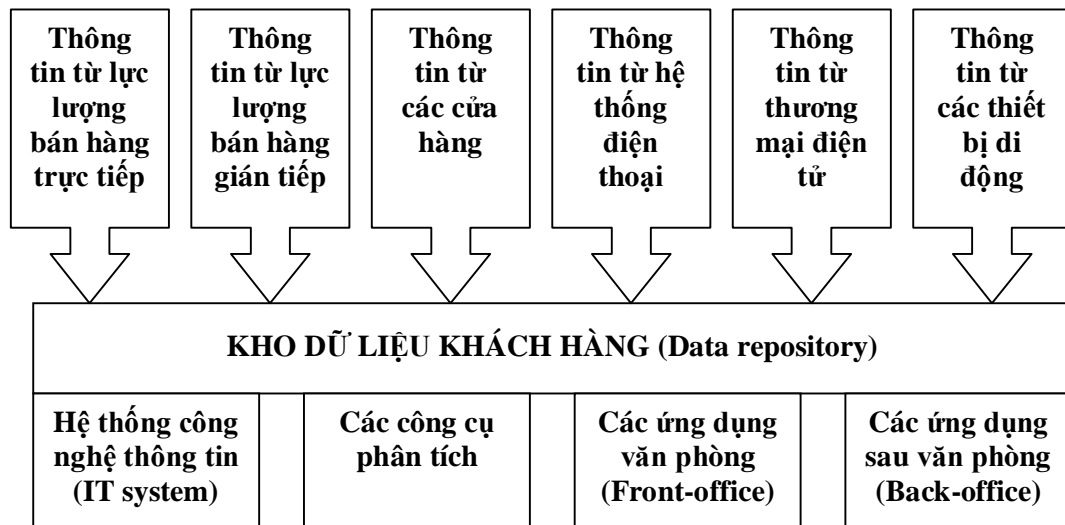 Thông
tin từ lực
lượng
bán hàng
trực tiếp
Thông
tin từ lực
lượng
bán hàng
gián tiếp
Thông
tin từ
các cửa
hàng
Thông
tin từ hệ
thống
điện
thoại
Thông
tin từ
thương
mại điện
tử
Thông
tin từ
các thiết
bị di
động
KHO DỮ LIỆU KHÁCH HÀNG (Data repository)
Hệ thống công
nghệ thông tin
(IT system)
Các công cụ
phân tích
Các ứng dụng
văn phòng
(Front-office)
Các ứng dụng
sau văn phòng
(Back-office)